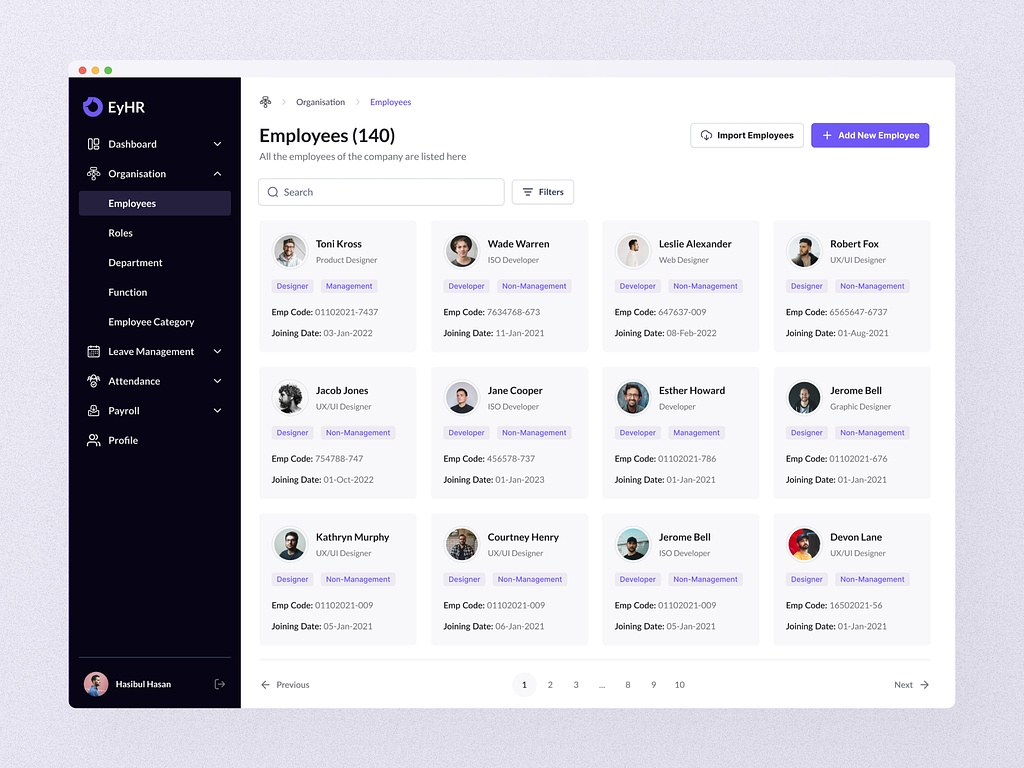 EyHR
Dashboard
Organisation
Employees
Roles
Department
Function
Employee Category
Leave Management
Attendance
Payroll
Profile
Hasibul Hasan
Organisation Employees
Employees (140)
All the employees of the company are listed here
Import Employees
Add New Employee
Search
Filters
Toni Kross
Product Designer
Designer Management
Emp Code: 01102021-7437
Joining Date: 03-Jan-2022
Wade Warren
ISO Developer
Developer Non-Management
Emp Code: 7634768-673
Joining Date: 11-Jan-2021
Leslie Alexander
Web Designer
Developer Non-Management
Emp Code: 647637-009
Joining Date: 08-Feb-2022
Robert Fox
UX/UI Designer
Designer Non-Management
Emp Code: 6565647-6737
Joining Date: 01-Aug-2021
Jacob Jones
UX/UI Designer
Designer Non-Management
Emp Code: 754788-747
Joining Date: 01-Oct-2022
Jane Cooper
ISO Developer
Developer Non-Management
Emp Code: 456578-737
Joining Date: 01-Jan-2023
Esther Howard
Developer
Developer Management
Emp Code: 01102021-786
Joining Date: 01-Jan-2021
Jerome Bell
Graphic Designer
Designer Non-Management
Emp Code: 01102021-676
Joining Date: 01-Jan-2021
Kathryn Murphy
UX/UI Designer
Designer Non-Management
Emp Code: 01102021-009
Joining Date: 05-Jan-2021
Courtney Henry
UX/UI Designer
Designer Non-Management
Emp Code: 01102021-009
Joining Date: 06-Jan-2021
Jerome Bell
ISO Developer
Developer Non-Management
Emp Code: 01102021-009
Joining Date: 05-Jan-2021
Devon Lane
UX/UI Designer
Designer Non-Management
Emp Code: 16502021-56
Joining Date: 01-Jan-2021
Previous 1 2 3 ... 8 9 10 Next